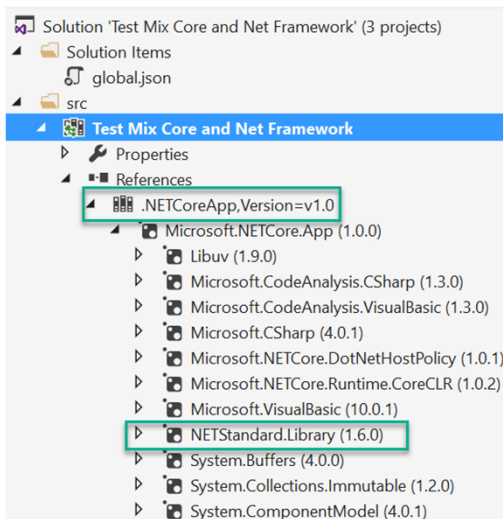 Solution 'Test Mix Core and Net Framework' (3 projects)
Solution Items
global.json
src
Test Mix Core and Net Framework
Properties
References
.NETCoreApp,Version=v1.0
Microsoft.NETCore.App (1.0.0)
Libuv (1.9.0)
Microsoft.CodeAnalysis.CSharp (1.3.0)
Microsoft.CodeAnalysis.VisualBasic (1.3.0)
Microsoft.CSharp (4.0.1)
Microsoft.NETCore.DotNetHostPolicy (1.0.1)
Microsoft.NETCore.Runtime.CoreCLR (1.0.2)
Microsoft.VisualBasic (10.0.1)
NETStandard.Library (1.6.0)
System.Buffers (4.0.0)
System.Collections.Immutable (1.2.0)
System.ComponentModel (4.0.1)